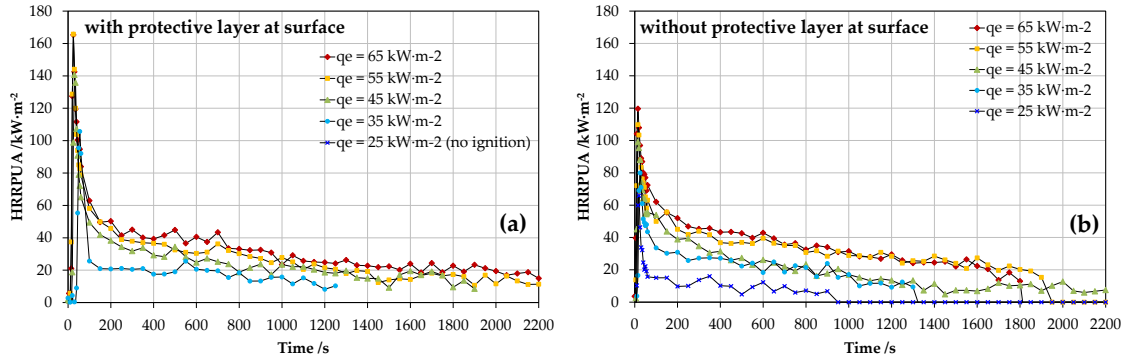 with protective layer at surface
HRRPUA /kW·m-2
180
160
140
120
100
80
60
40
20
0
qe = 65 kW·m-2
qe = 55 kW·m-2
qe = 45 kW·m-2
qe = 35 kW·m-2
qe = 25 kW·m-2 (no ignition)
(a)
0 200 400 600 800 1000 1200 1400 1600 1800 2000 2200
Time /s
without protective layer at surface
HRRPUA /kW·m-2
180
160
140
120
100
80
60
40
20
0
qe = 65 kW·m-2
qe = 55 kW·m-2
qe = 45 kW·m-2
qe = 35 kW·m-2
qe = 25 kW·m-2
(b)
0 200 400 600 800 1000 1200 1400 1600 1800 2000 2200
Time /s